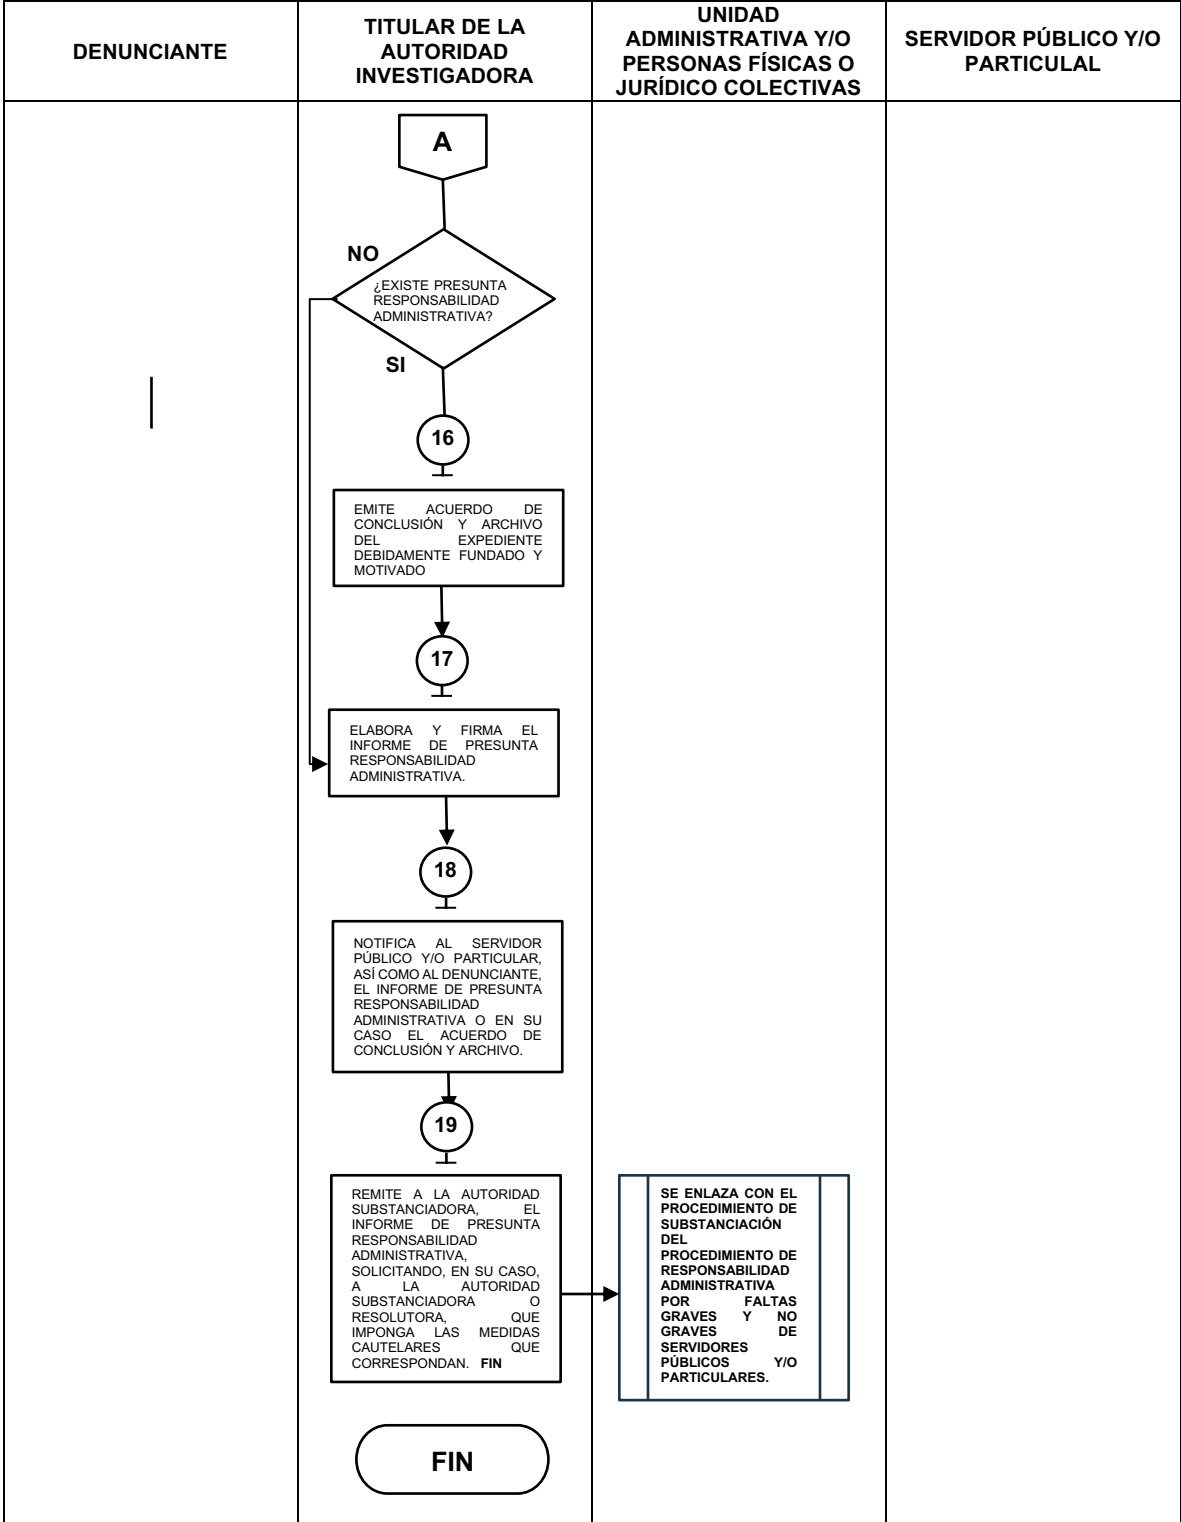 DENUNCIANTE
TITULAR DE LA
AUTORIDAD
INVESTIGADORA
UNIDAD
ADMINISTRATIVA Y/O
PERSONAS FÍSICAS O
JURÍDICO COLECTIVAS
SERVIDOR PÚBLICO Y/O
PARTICULAL
A
NO
¿EXISTE PRESUNTA
RESPONSABILIDAD
ADMINISTRATIVA?
SI
16
EMITE ACUERDO DE
CONCLUSIÓN Y ARCHIVO
DEL EXPEDIENTE
DEBIDAMENTE FUNDADO Y
MOTIVADO
17
ELABORA Y FIRMA EL
INFORME DE PRESUNTA
RESPONSABILIDAD
ADMINISTRATIVA.
18
NOTIFICA AL SERVIDOR
PÚBLICO Y/O PARTICULAR,
ASÍ COMO AL DENUNCIANTE,
EL INFORME DE PRESUNTA
RESPONSABILIDAD
ADMINISTRATIVA O EN SU
CASO EL ACUERDO DE
CONCLUSIÓN Y ARCHIVO.
19
REMITE A LA AUTORIDAD
SUBSTANCIADORA, EL
INFORME DE PRESUNTA
RESPONSABILIDAD
ADMINISTRATIVA,
SOLICITANDO, EN SU CASO,
A LA AUTORIDAD
SUBSTANCIADORA O
RESOLUTORA, QUE
IMPONGA LAS MEDIDAS
CAUTELARES QUE
CORRESPONDAN. FIN
SE ENLAZA CON EL
PROCEDIMIENTO DE
SUBSTANCIACIÓN
DEL
PROCEDIMIENTO DE
RESPONSABILIDAD
ADMINISTRATIVA
POR FALTAS
GRAVES Y NO
GRAVES DE
SERVIDORES
PÚBLICOS Y/O
PARTICULARES.
FIN